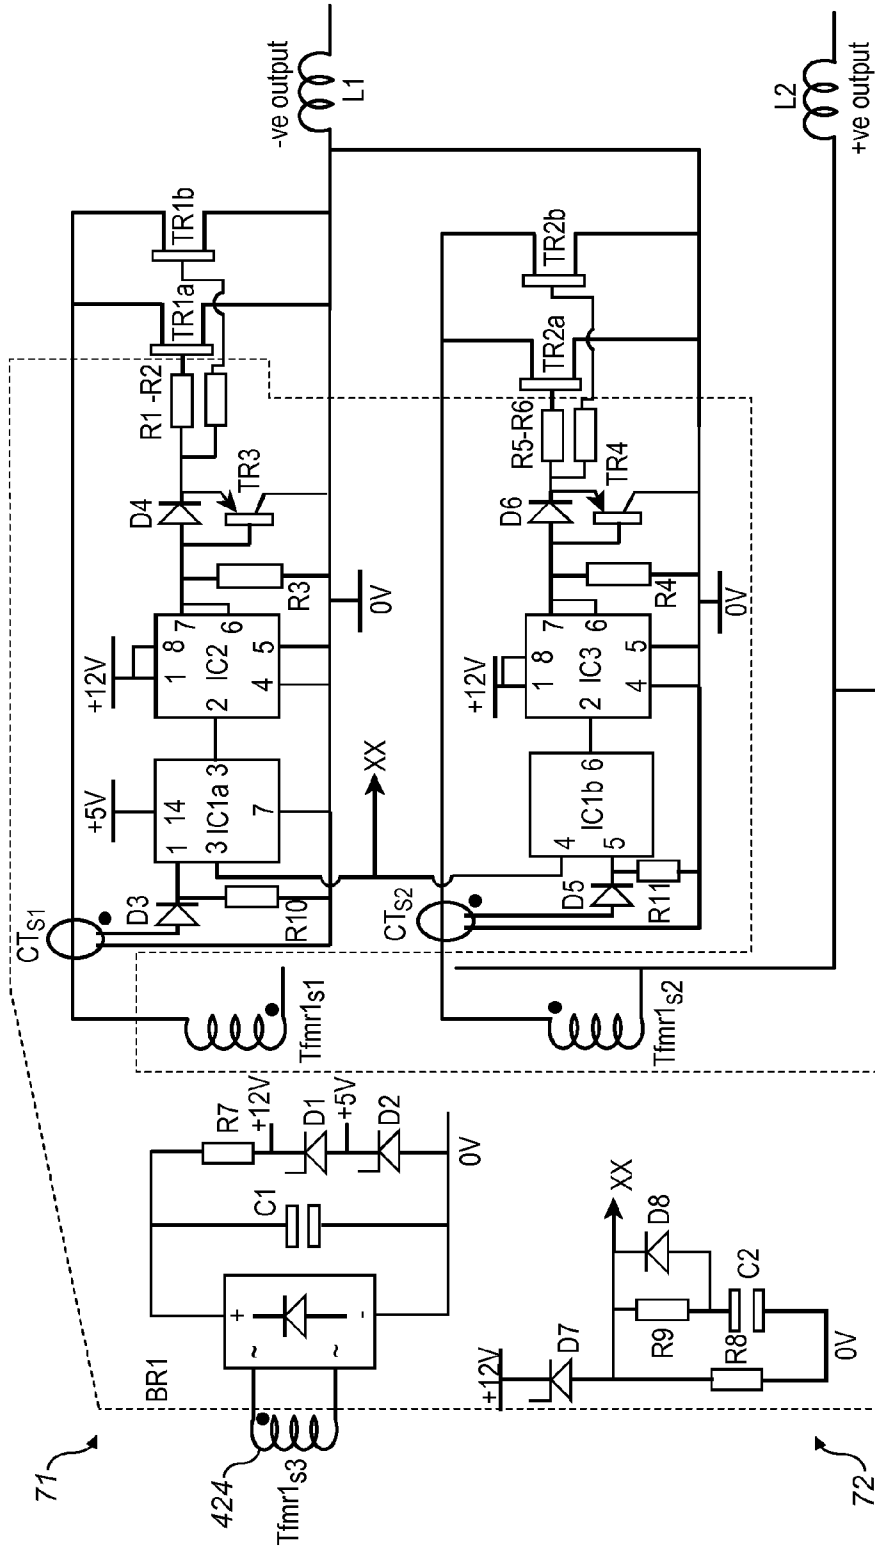 71
424
Tfmr1s3
BR1
+
~
~
-
C1
R7
+12V
D1
+5V
D2
0V
Tfmr1s1
CTS1
D3
R10
+5V
1
14
3
IC1a
3
7
+12V
1
8
2
IC2
7
6
4
5
R3
0V
D4
TR3
R1 -R2
TR1a
TR1b
-ve output
L1
XX
Tfmr1s2
CTS2
D5
R11
4
5
IC1b
6
+12V
1
8
2
IC3
7
6
4
5
R4
0V
D6
TR4
R5-R6
TR2a
TR2b
L2
+ve output
72
+12V
D7
XX
D8
R9
R8
C2
0V